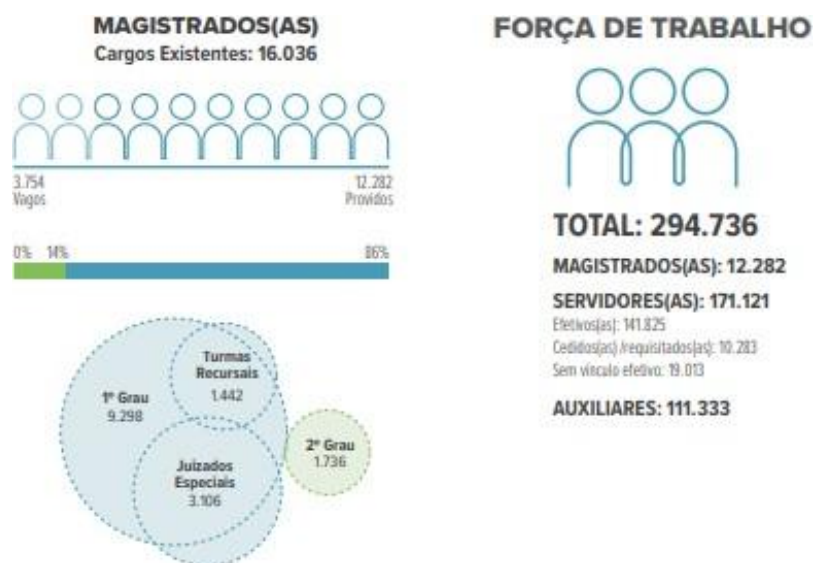 MAGISTRADOS(AS)
Cargos Existentes: 16.036
3.754
Vagos
12.282
Providos
0% 14% 86%
Turmas
Recursais
1.442
1º Grau
9.298
Juizados
Especiais
3.106
2º Grau
1.736
FORÇA DE TRABALHO
TOTAL: 294.736
MAGISTRADOS(AS): 12.282
SERVIDORES(AS): 171.121
Efetivos(as): 141.825
Cedidos(as) /requisitados(as): 10.283
Sem vínculo efetivo: 19.013
AUXILIARES: 111.333